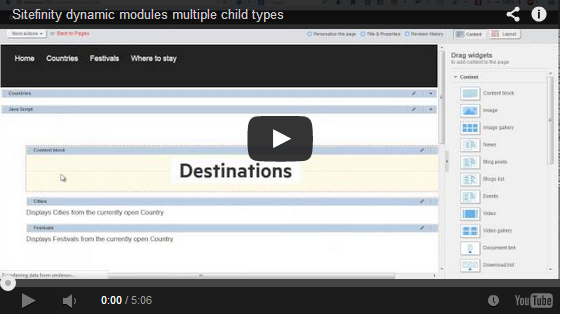 Sitefinity dynamic modules multiple child types
More actions or Back to Pages Personalize this page Title & Properties Revision History Content Layout
Home Countries Festivals Where to stay
Drag widgets
to add content to the page
Content
Countries
Java Script
Content block
Destinations
Cities
Displays Cities from the currently open Country
Festivals
Displays Festivals from the currently open Country
Content block
Image
Image gallery
News
Blog posts
Blogs list
Events
Video
Video gallery
Document link
Download list
0:00 / 5:06
YouTube